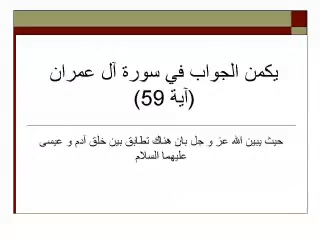 يكمن الجواب في سورة آل عمران
(آية 59)
حيث يبين الله عز و جل بان هناك تطابق بين خلق آدم و عيسى
عليهما السلام